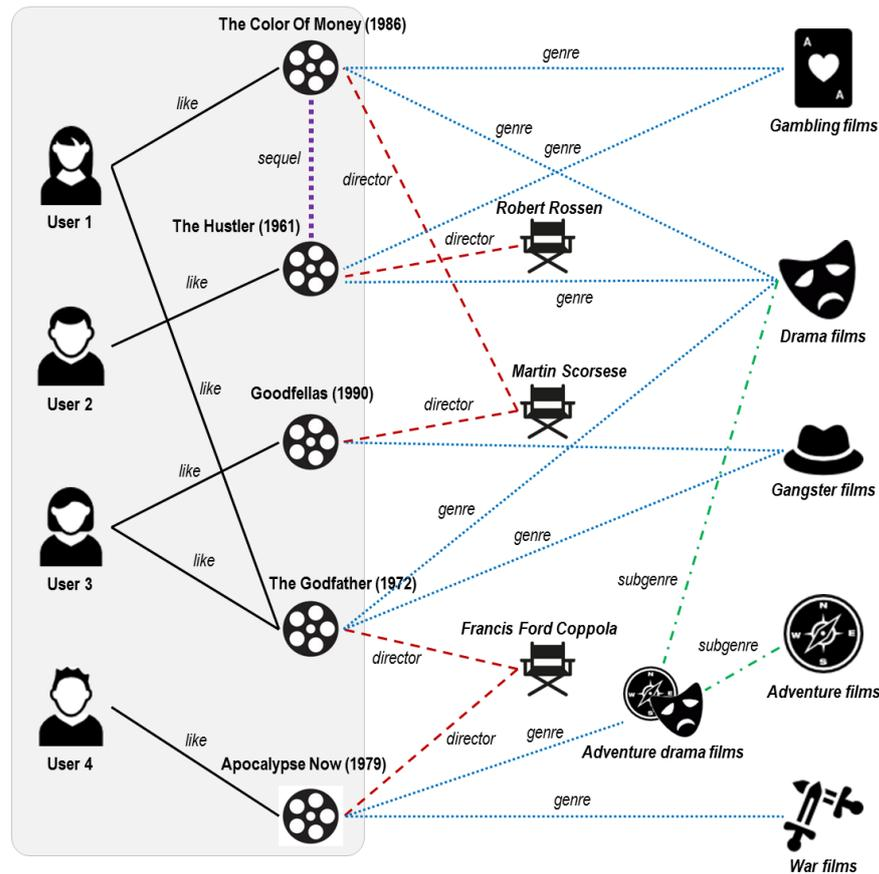 The Color Of Money (1986)
genre
A
A
like
Gambling films
genre
genre
sequel
director
User 1
Robert Rossen
The Hustler (1961)
director
like
genre
Drama films
User 2
Martin Scorsese
like
Goodfellas (1990)
director
like
Gangster films
genre
genre
like
User 3
The Godfather (1972)
subgenre
N
W
E
S
Francis Ford Coppola
director
subgenre
N
W
S
Adventure films
like
director
genre
Adventure drama films
User 4
Apocalypse Now (1979)
genre
War films